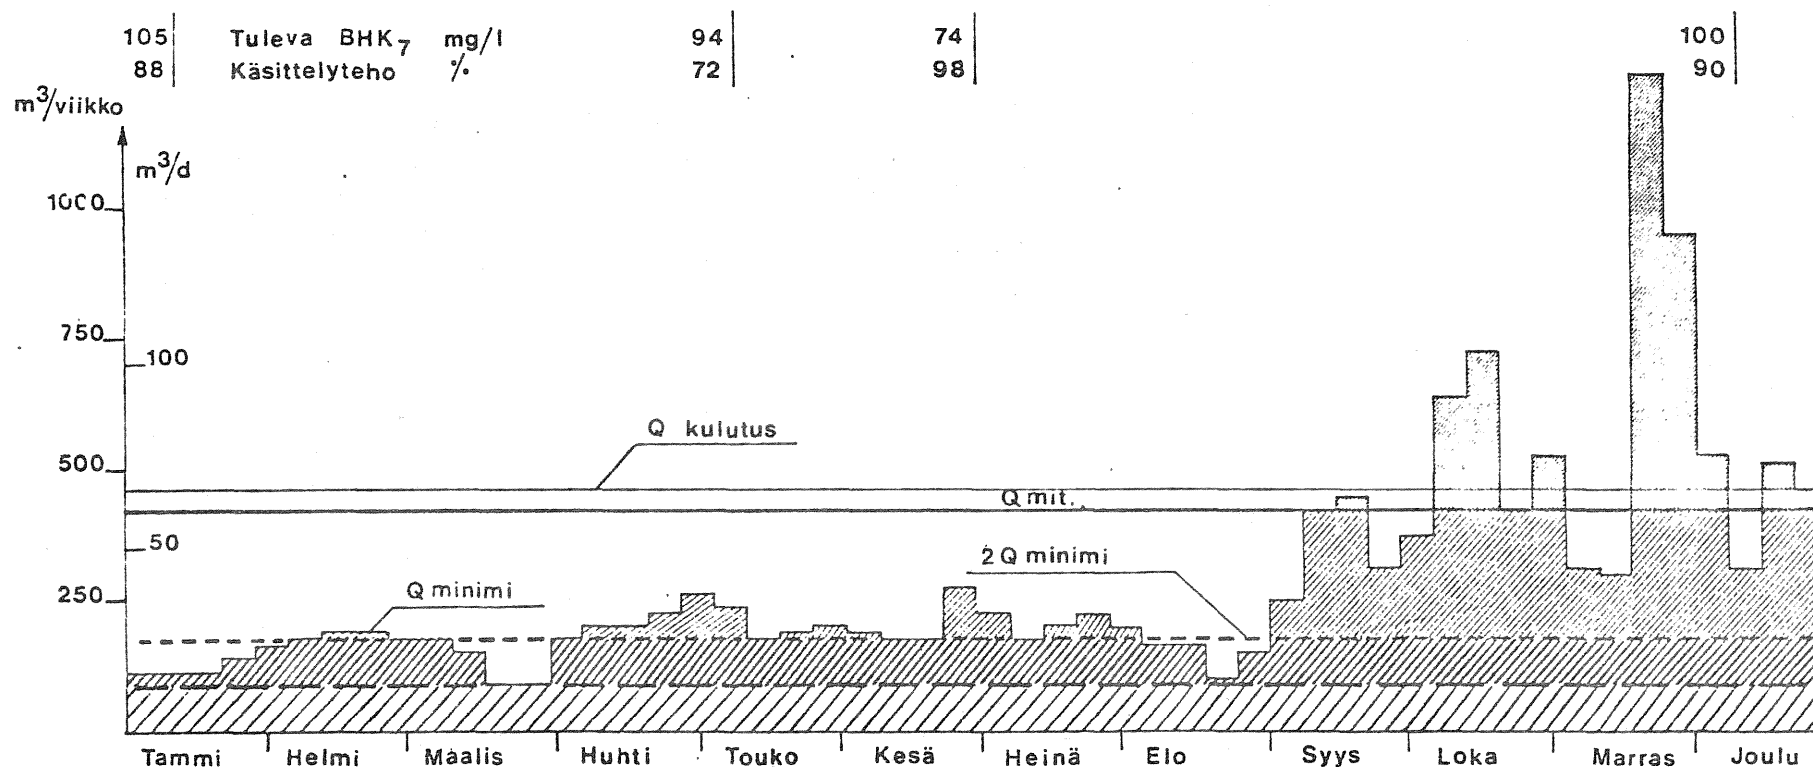 105 Tuleva BHK7 mg/l 94 74 100
88 Käsittelyteho % 72 98 90
m3/viikko
m3/d
1000
750
100
500
50
250
Q kulutus
Q mit.
2 Q minimi
Q minimi
Tammi Helmi Maalis Huhti Touko Kesä Heinä Elo Syys Loka Marras Joulu